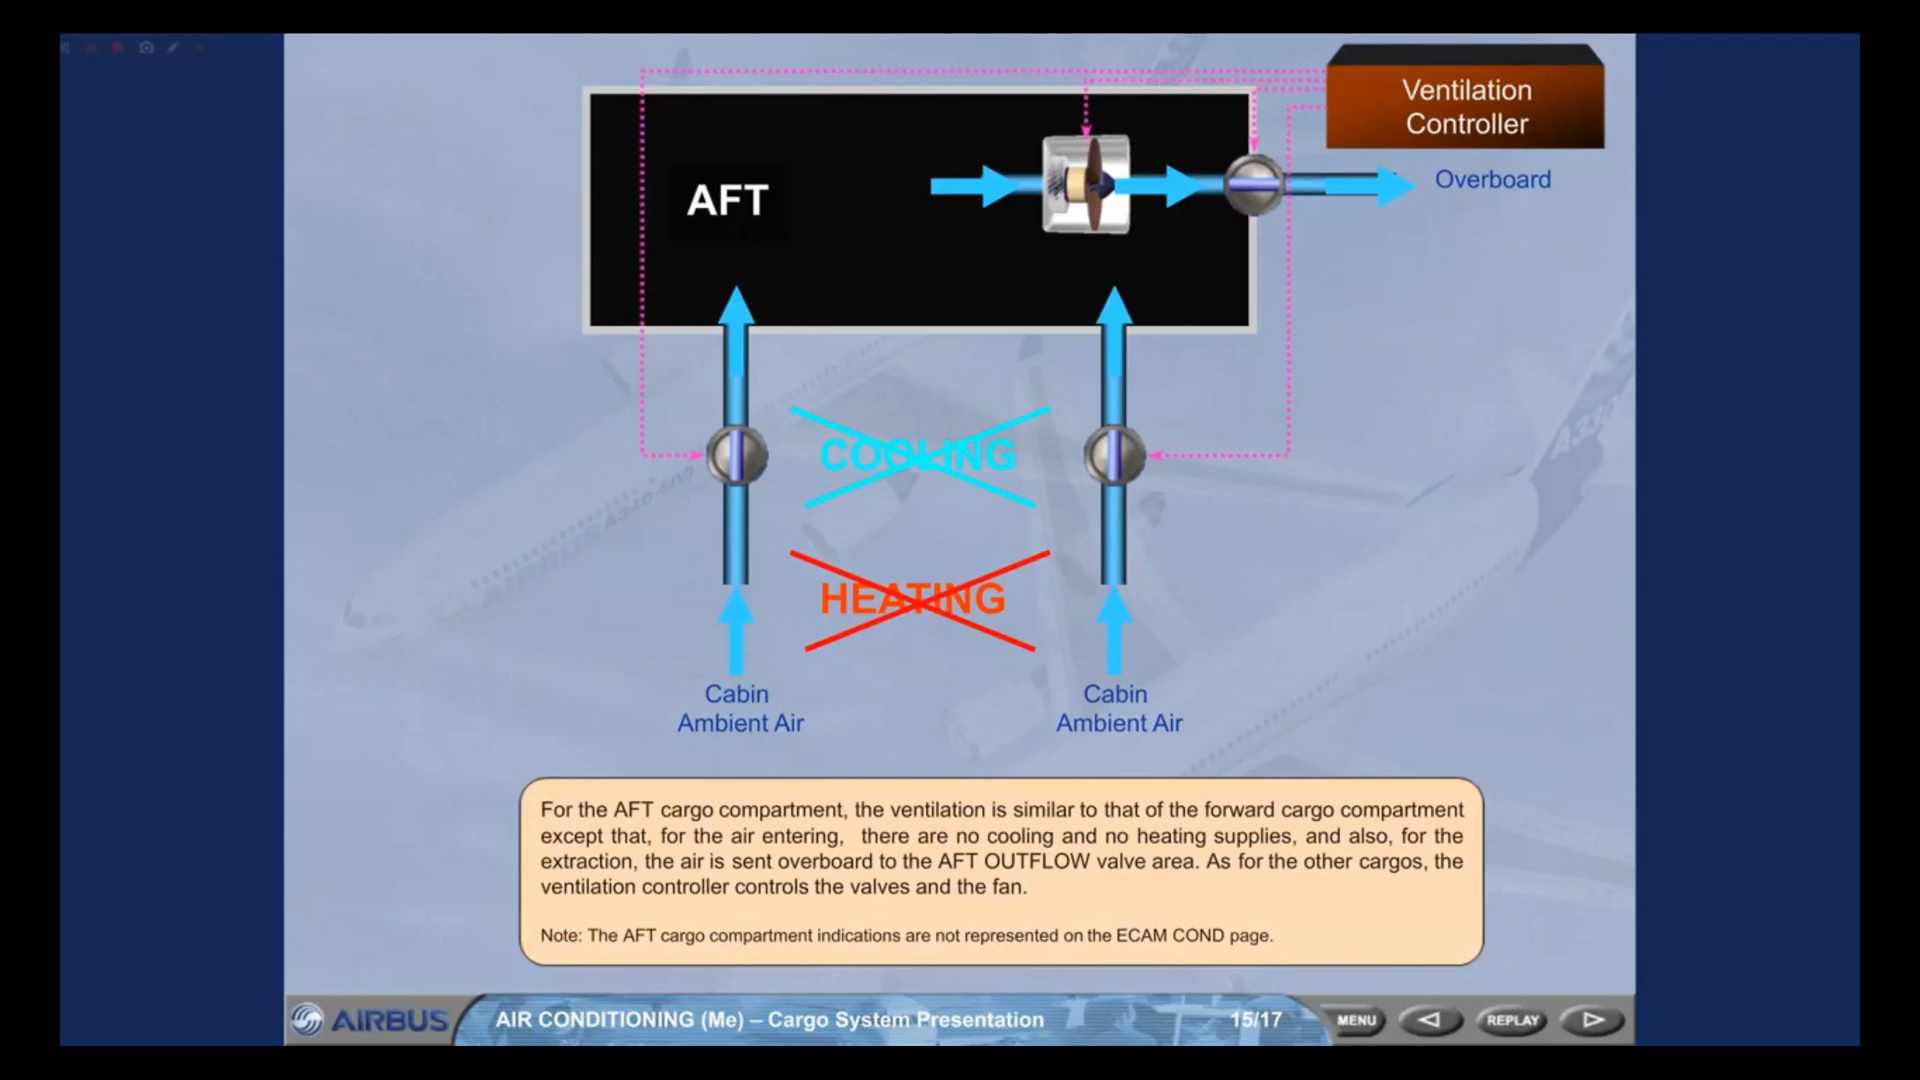 Ventilation
Controller
Overboard
AFT
COOLING
HEATING
Cabin
Ambient Air
Cabin
Ambient Air
For the AFT cargo compartment, the ventilation is similar to that of the forward cargo compartment
except that, for the air entering, there are no cooling and no heating supplies, and also, for the
extraction, the air is sent overboard to the AFT OUTFLOW valve area. As for the other cargos, the
ventilation controller controls the valves and the fan.
Note: The AFT cargo compartment indications are not represented on the ECAM COND page.
AIRBUS
AIR CONDITIONING (Me) – Cargo System Presentation
15/17
MENU
REPLAY